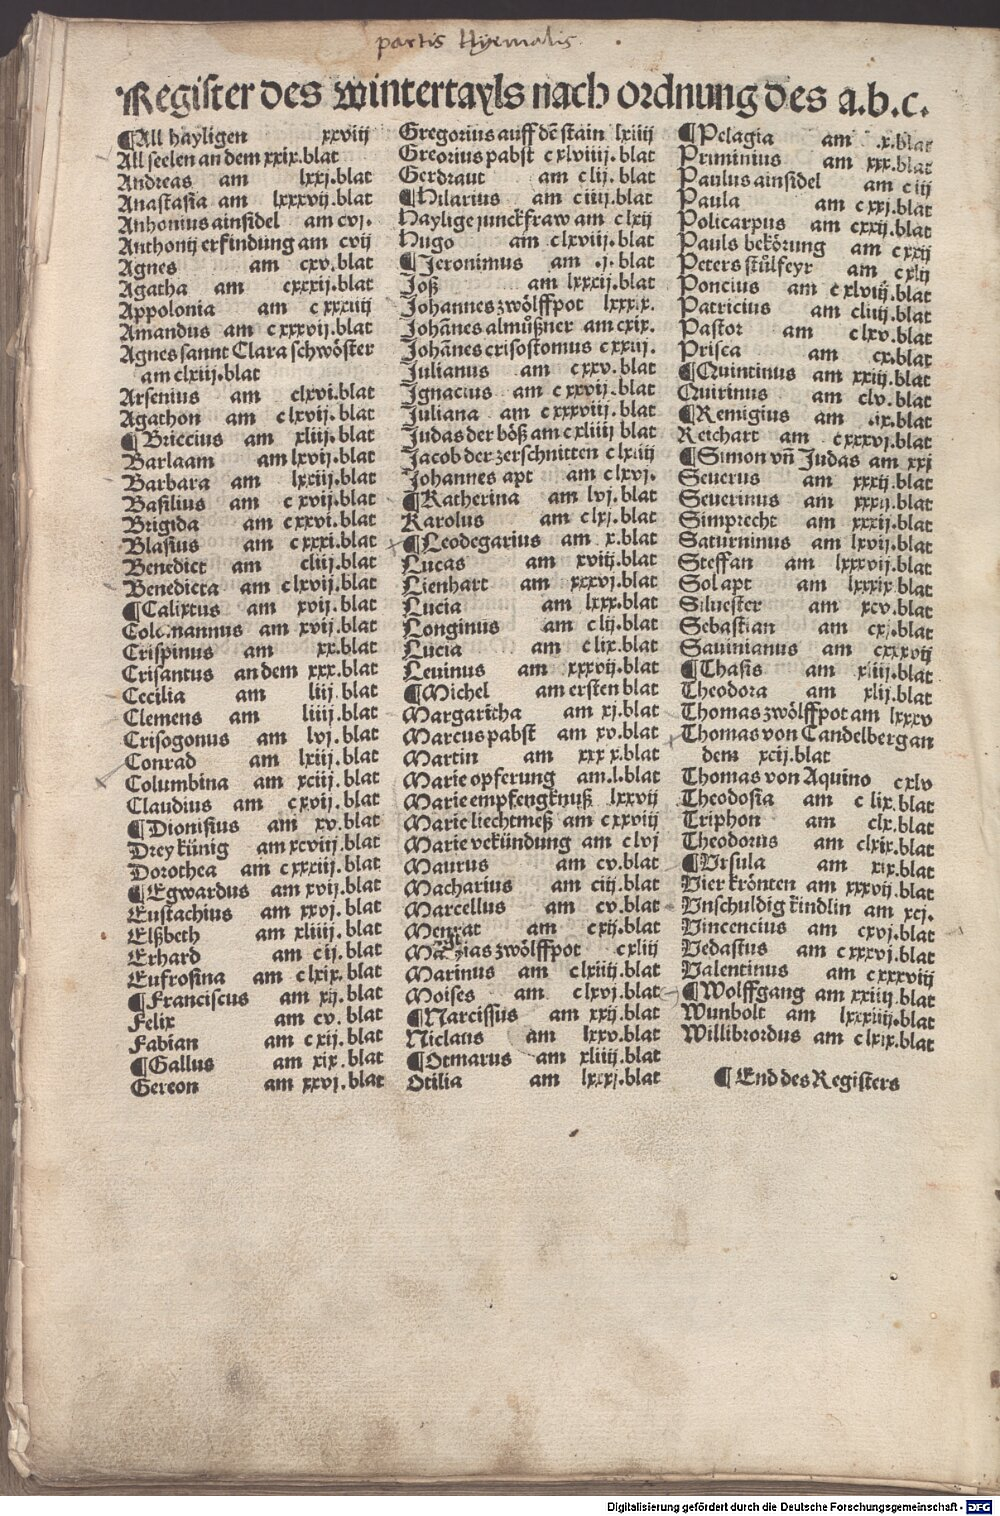 partis Hyemalis
Register des wintertayls nach ordnung des a.b.c.
¶All hayligen xxviij
All seelen an dem xxix.blat
Andreas am lxxj.blat
Anastasia am lxxxvij.blat
Anhonius ainsidel am cvj.
Anthonij erfindung am cvij
Agnes am cxv.blat
Agatha am cxxxij.blat
Appolonia am cxxxiiij
Amandus am cxxxvij.blat
Agnes sannt Clara schwöster
am clxiij.blat
Arsenius am clxvi.blat
Agathon am clxvij.blat
¶Briccius am xliij.blat
Barlaam am lxvij.blat
Barbara am lxxiij.blat
Basilius am cxvij.blat
Brigida am cxxvi.blat
Blasius am cxxxi.blat
Benedict am cliij.blat
Benedicta am clxvij.blat
¶Calixtus am xvij.blat
Colomannus am xvij.blat
Crispinus am xx.blat
Crisantus an dem xxx.blat
Cecilia am liij.blat
Clemens am liiij.blat
Crisogonus am lvj.blat
Conrad am lxiij.blat
Columbina am xciij.blat
Claudius am cxvij.blat
¶Dionisius am xv.blat
Drey künig am xcviij.blat
Dorothea am cxxxiij.blat
¶Egwardus am xvij.blat
Eustachius am xxvj.blat
Elßbeth am xliiij.blat
Erhard am cij.blat
Eufrosina am clxix.blat
¶Franciscus am xij.blat
Felix am cv.blat
Fabian am cxij.blat
¶Gallus am xix.blat
Gereon am xxvj.blat
Gregorius auff dē stain lxiiij
Greorius pabst cxlviiij.blat
Gerdraut am clij.blat
¶Hilarius am ciiij.blat
Haylige junckfraw am clxij
Hugo am clxviij.blat
¶Jeronimus am .j.blat
Joß am lxxxij.blat
Johannes zwölffpot lxxxix.
Johānes almůßner am cxix.
Johānes crisostomus cxxiij.
Julianus am cxxv.blat
Ignacius am cxxvij.blat
Juliana am cxxxviij.blat
Judas der böß am cxliiij blat
Jacob der zerschnitten clxiiij
Johannes apt am clxvj.
¶Katherina am lvj.blat
Karolus am clxj.blat
¶Leodegarius am x.blat
Lucas am xviij.blat
Lienhart am xxxvj.blat
Lucia am lxxx.blat
Longinus am clij.blat
Lucia am clix.blat
Leuinus am xxxvij.blat
¶Michel am ersten blat
Margaritha am xj.blat
Marcus pabst am xv.blat
Martin am xxxx.blat
Marie opferung am.l.blat
Marie empfengknuß lxxvij
Marie liechtmeß am cxxviij
Marie vekündung am clvj
Maurus am cv.blat
Macharius am ciij.blat
Marcellus am cv.blat
Menrat am cxij.blat
Mathias zwölffpot cxliij
Marinus am clxiiij.blat
Moises am clxvj.blat
¶Narcissus am xxij.blat
Niclaus am lxxv.blat
¶Otmarus am xliiij.blat
Otilia am lxxxj.blat
¶Pelagia am .x.blat
Priminius am xxx.blat
Paulus ainsidel am ciij
Paula am cxxj.blat
Policarpus am cxxij.blat
Pauls bekörung am cxxij
Peters stůlfeyr am cxlij
Poncius am cxlviij.blat
Patricius am cliiij.blat
Pastor am clxv.blat
Prisca am cx.blat
¶Quintinus am xxiij.blat
Quirinus am clv.blat
¶Remigius am .ix.blat
Reichart am cxxxvj.blat
¶Simon vñ Judas am xxj
Seuerus am xxxij.blat
Seuerinus am xxxij.blat
Simprecht am xxxij.blat
Saturninus am lxvij.blat
Steffan am lxxxvij.blat
Sol apt am lxxxix.blat
Siluester am xcv.blat
Sebastian am cxj.blat
Sauinianus am cxxxvij
¶Thasis am xliij.blat
Theodora am xlij.blat
Thomas zwölffpot am lxxxv
Thomas von Candelberg an
dem xcij.blat
Thomas von Aquino cxlv
Theodosia am clix.blat
Triphon am clx.blat
Theodorus am clxix.blat
¶Vrsula am xix.blat
Vier krönten am xxxvij.blat
Vnschuldig kindlin am xcj.
Vincencius am cxvj.blat
Vedastus am cxxxvj.blat
Valentinus am cxxxviij
¶Wolffgang am xxiiij.blat
Wunbolt am lxxxiiij.blat
Willibrordus am clxix.blat
¶End des Registers
Digitalisierung gefördert durch die Deutsche Forschungsgemeinschaft - DFG